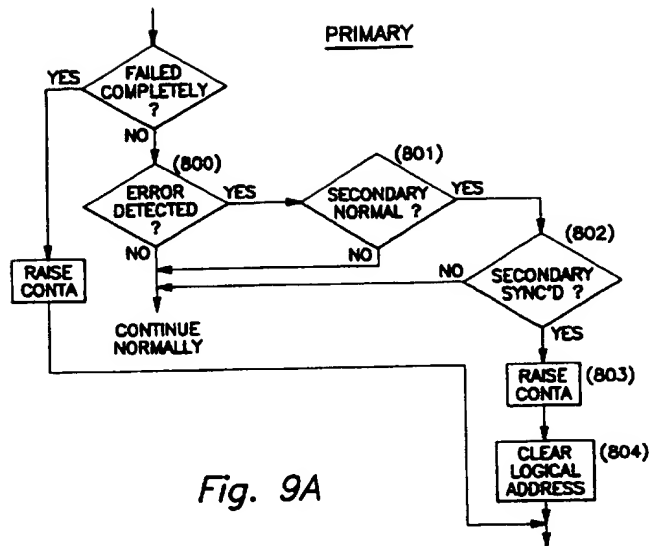 PRIMARY
YES
FAILED
COMPLETELY
?
NO
(800)
ERROR
DETECTED
?
YES
NO
(801)
SECONDARY
NORMAL ?
YES
NO
(802)
SECONDARY
SYNC'D ?
NO
YES
RAISE
CONTA
CONTINUE
NORMALLY
RAISE
CONTA
(803)
CLEAR
LOGICAL
ADDRESS
(804)
Fig. 9A